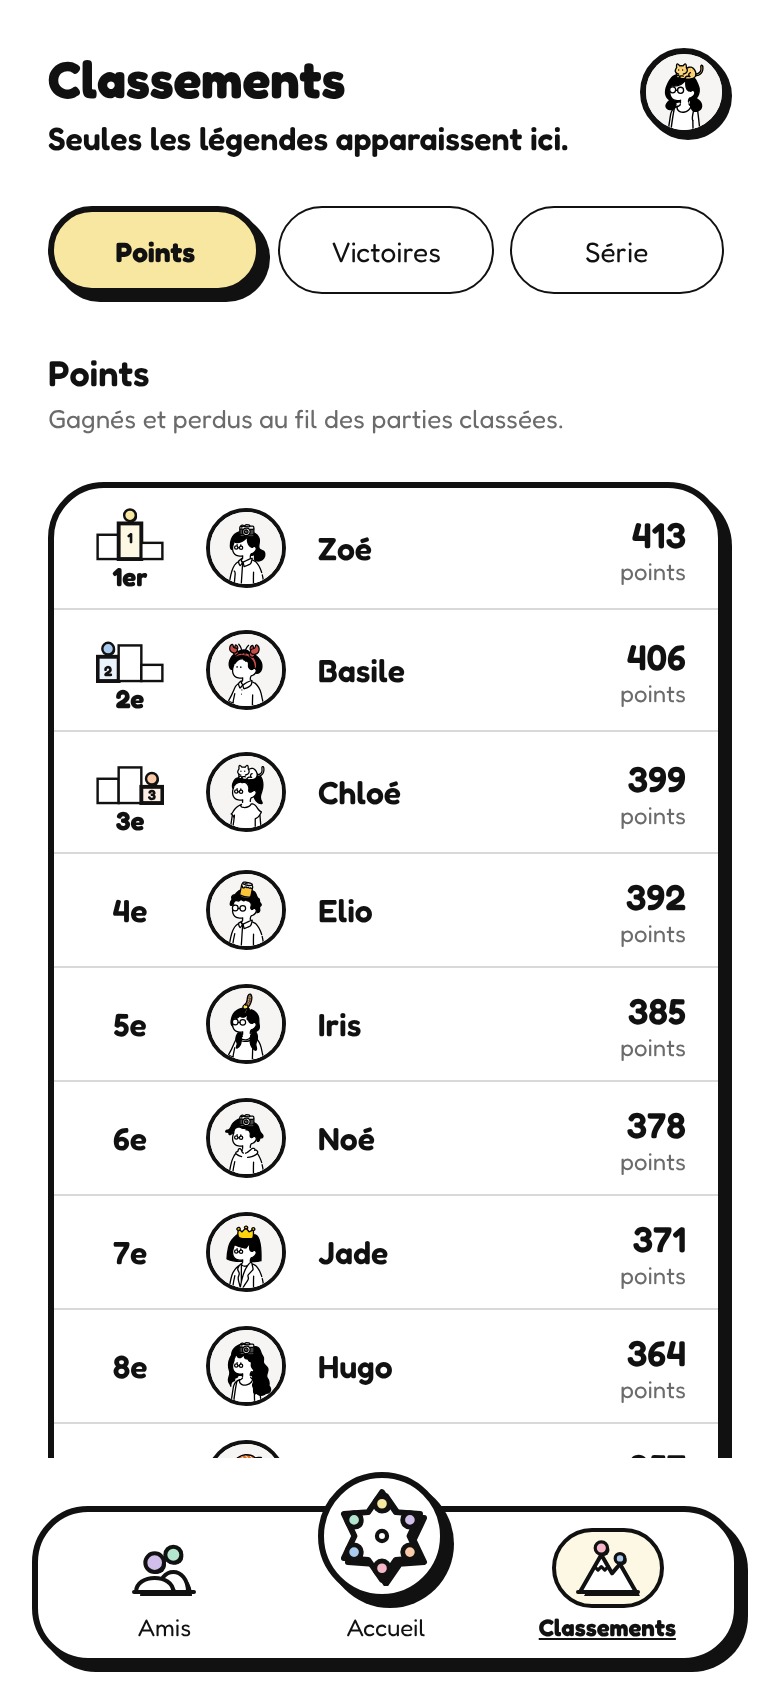 Classements
Seules les légendes apparaissent ici.
Points
Victoires
Série
Points
Gagnés et perdus au fil des parties classées.
1
1er
Zoé
413
points
2
2e
Basile
406
points
3
3e
Chloé
399
points
4e
Elio
392
points
5e
Iris
385
points
6e
Noé
378
points
7e
Jade
371
points
8e
Hugo
364
points
Amis
Accueil
Classements